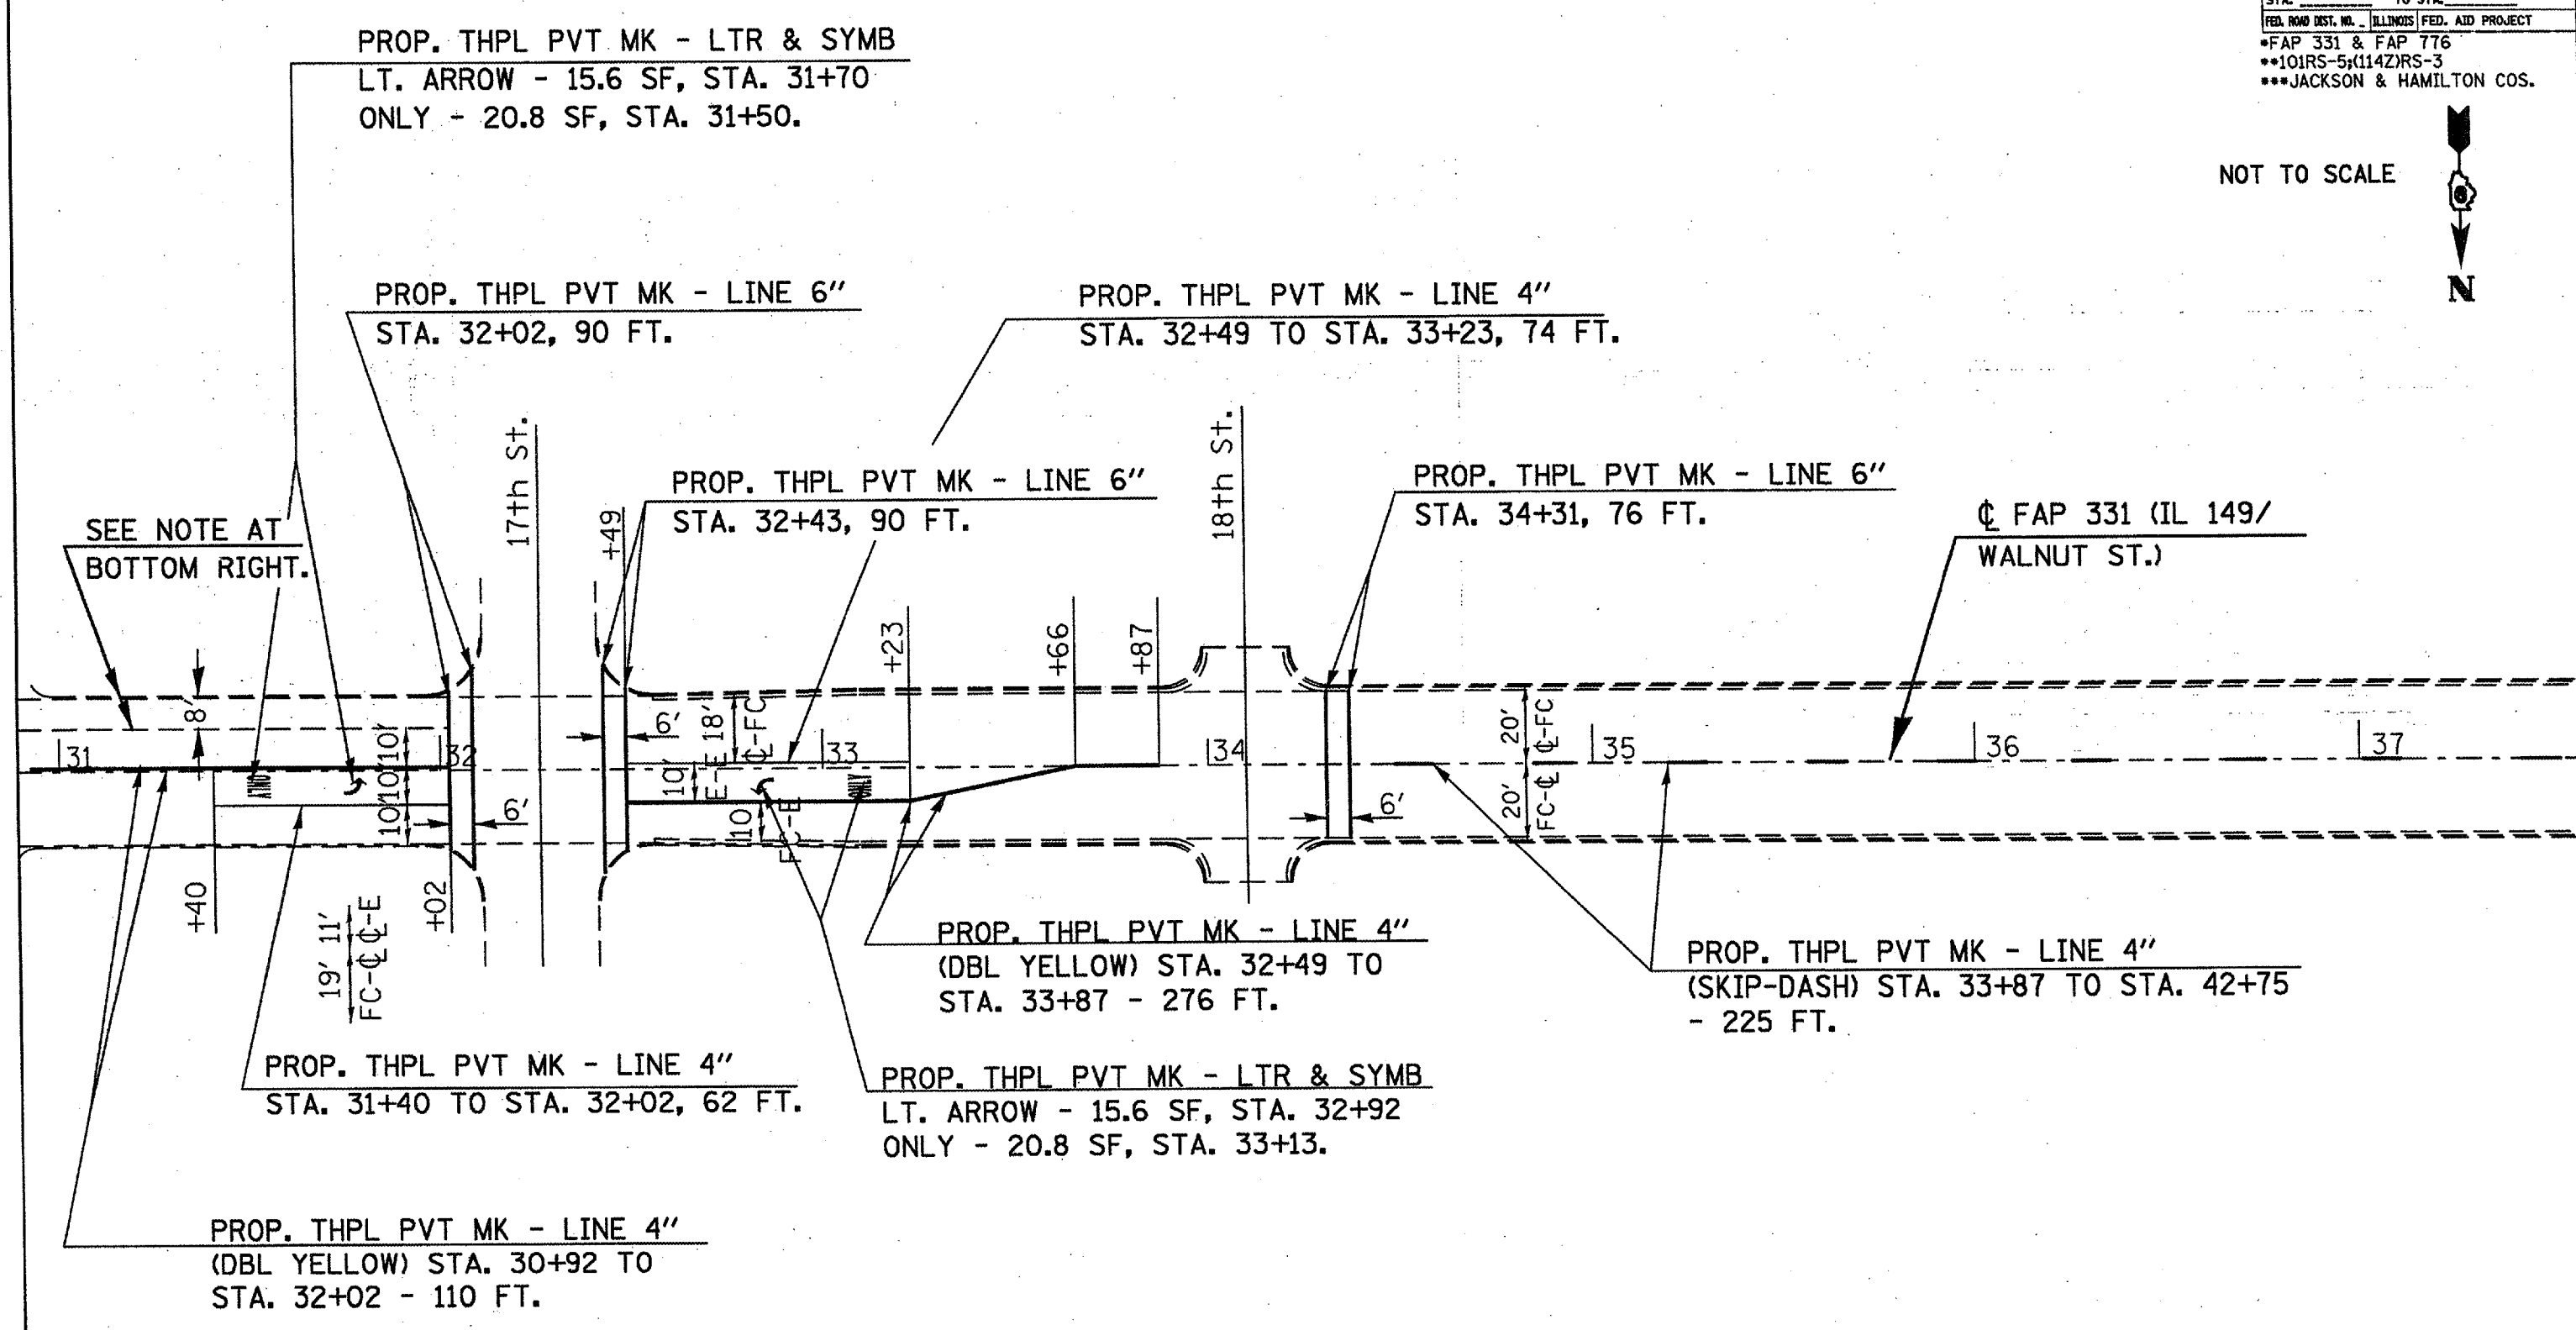 FED. ROAD DIST. NO. _ ILLINOIS FED. AID PROJECT
*FAP 331 & FAP 776
**101RS-5;(114Z)RS-3
***JACKSON & HAMILTON COS.
NOT TO SCALE
N
PROP. THPL PVT MK - LTR & SYMB
LT. ARROW - 15.6 SF, STA. 31+70
ONLY - 20.8 SF, STA. 31+50.
PROP. THPL PVT MK - LINE 6"
STA. 32+02, 90 FT.
PROP. THPL PVT MK - LINE 4"
STA. 32+49 TO STA. 33+23, 74 FT.
PROP. THPL PVT MK - LINE 6"
STA. 32+43, 90 FT.
PROP. THPL PVT MK - LINE 6"
STA. 34+31, 76 FT.
℄ FAP 331 (IL 149/
WALNUT ST.)
SEE NOTE AT
BOTTOM RIGHT.
17th St.
+49
18th St.
+23
+66
+87
8'
10'
10'
10'
6'
6'
18'
℄-FC
10'
E-E
10'
FC-E
20'
℄-FC
20'
FC-℄
6'
31
32
33
34
35
36
37
ONLY
ONLY
+40
+02
19' 11'
FC-℄ ℄-E
PROP. THPL PVT MK - LINE 4"
(DBL YELLOW) STA. 32+49 TO
STA. 33+87 - 276 FT.
PROP. THPL PVT MK - LINE 4"
(SKIP-DASH) STA. 33+87 TO STA. 42+75
- 225 FT.
PROP. THPL PVT MK - LINE 4"
STA. 31+40 TO STA. 32+02, 62 FT.
PROP. THPL PVT MK - LTR & SYMB
LT. ARROW - 15.6 SF, STA. 32+92
ONLY - 20.8 SF, STA. 33+13.
PROP. THPL PVT MK - LINE 4"
(DBL YELLOW) STA. 30+92 TO
STA. 32+02 - 110 FT.